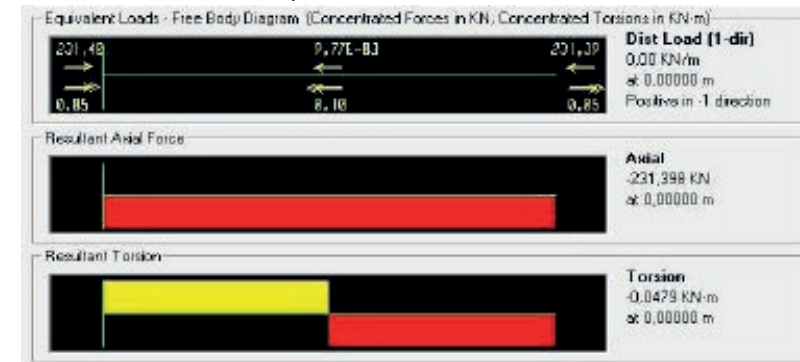 Equivalent Loads - Free Body Diagram (Concentrated Forces in KN, Concentrated Torsions in KN-m)
231,40 9,77E-03 231,39
0,05 0,10 0,05
Dist Load (1-dir)
0,00 KN/m
at 0,00000 m
Positive in -1 direction
Resultant Axial Force
Axial
-231,398 KN
at 0,00000 m
Resultant Torsion
Torsion
-0,0479 KN-m
at 0,00000 m